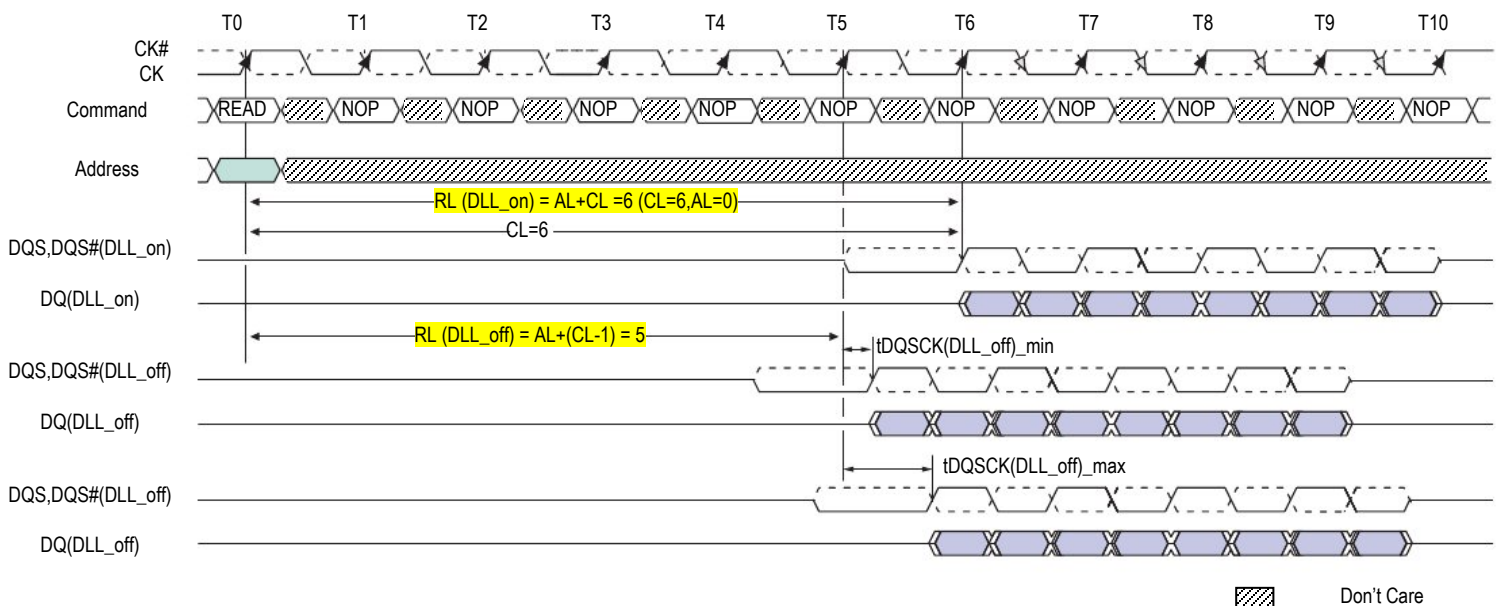 T0 T1 T2 T3 T4 T5 T6 T7 T8 T9 T10
CK#
CK
Command READ NOP NOP NOP NOP NOP NOP NOP NOP NOP NOP
Address
RL (DLL_on) = AL+CL =6 (CL=6,AL=0)
CL=6
DQS,DQS#(DLL_on)
DQ(DLL_on)
RL (DLL_off) = AL+(CL-1) = 5
tDQSCK(DLL_off)_min
DQS,DQS#(DLL_off)
DQ(DLL_off)
tDQSCK(DLL_off)_max
DQS,DQS#(DLL_off)
DQ(DLL_off)
Don't Care